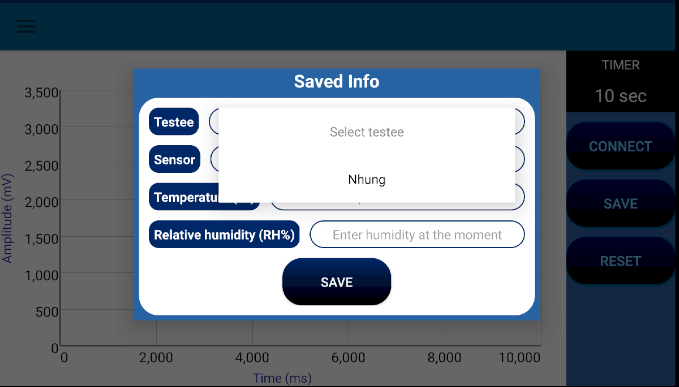 Saved Info
TIMER
10 sec
CONNECT
SAVE
RESET
Testee
Select testee
Nhung
Sensor
Relative humidity (RH%)
Enter humidity at the moment
SAVE
Amplitude (mV)
3,500
3,000
2,500
2,000
1,500
1,000
500
0
0 2,000 4,000 6,000 8,000 10,000
Time (ms)